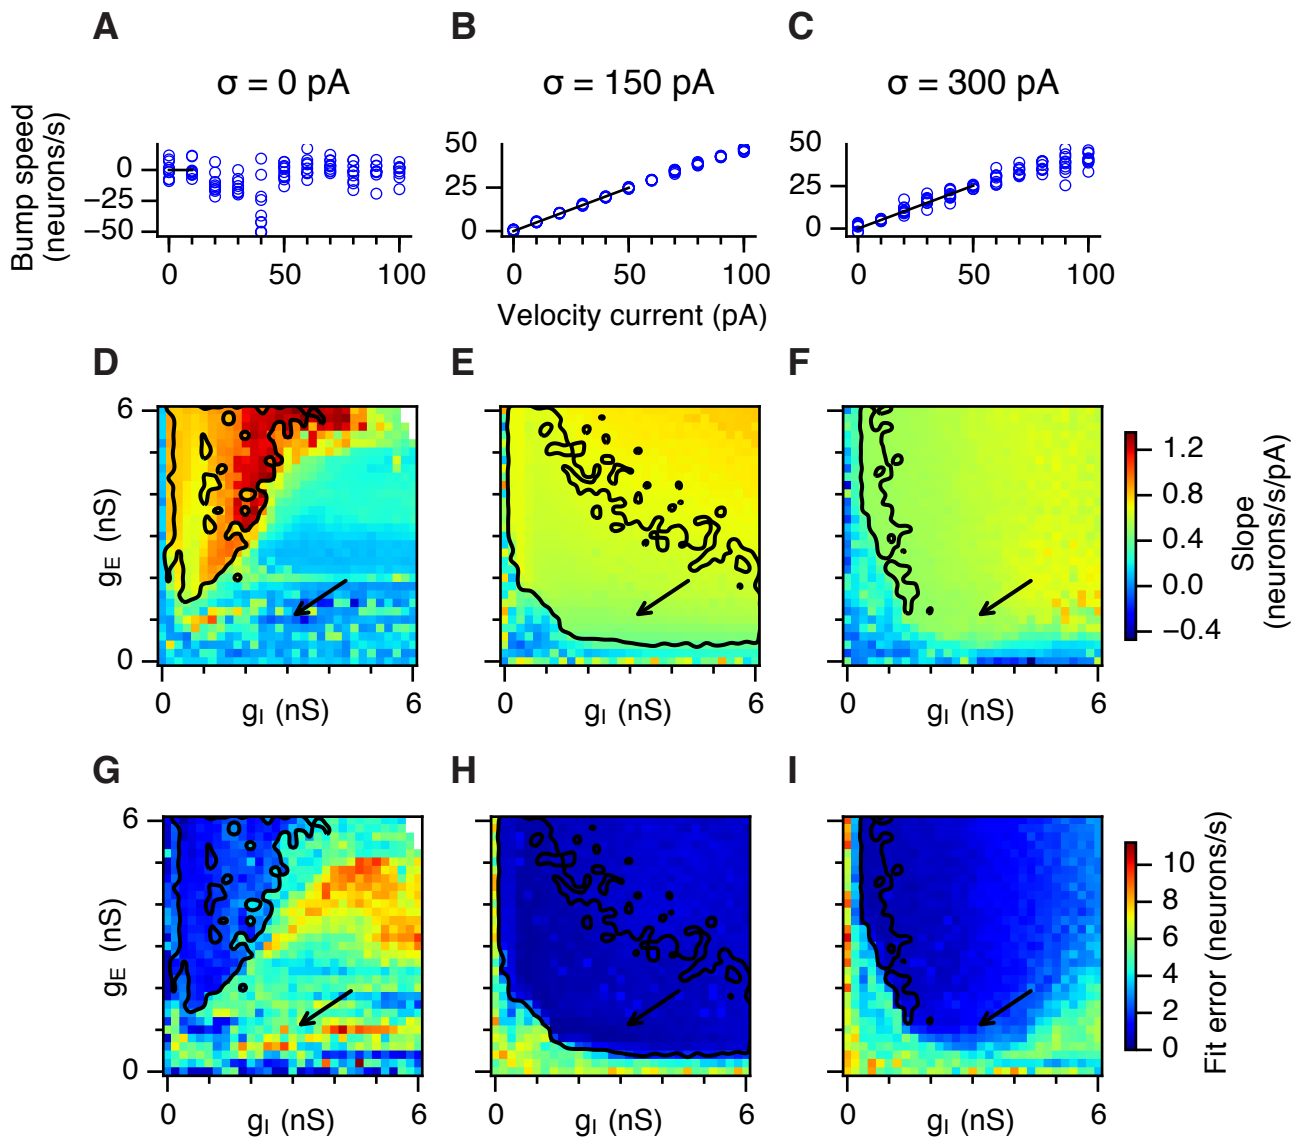 A
B
C
σ = 0 pA
σ = 150 pA
σ = 300 pA
Bump speed
(neurons/s)
0
−25
−50
0
50
100
50
25
0
0
50
100
50
25
0
0
50
100
Velocity current (pA)
D
E
F
gE (nS)
6
0
0
gI (nS)
6
0
gI (nS)
6
0
gI (nS)
6
1.2
0.8
0.4
0.0
−0.4
Slope
(neurons/s/pA)
G
H
I
gE (nS)
6
0
0
gI (nS)
6
0
gI (nS)
6
0
gI (nS)
6
10
8
6
4
2
0
Fit error (neurons/s)